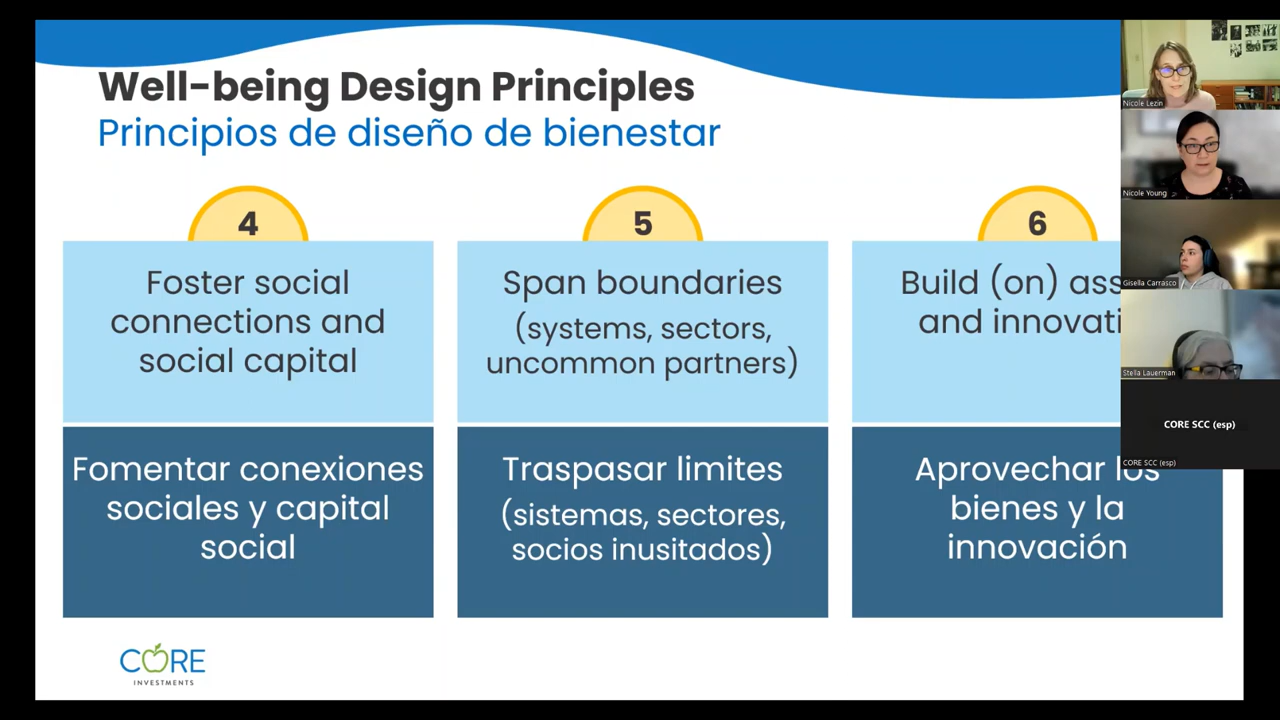 Well-being Design Principles
Principios de diseño de bienestar
4
Foster social
connections and
social capital
Fomentar conexiones
sociales y capital
social
5
Span boundaries
(systems, sectors,
uncommon partners)
Traspasar limites
(sistemas, sectores,
socios inusitados)
6
Build (on)
and
Aprovechar los
bienes y la
innovación
CORE
INVESTMENTS
Nicole Lezin
Nicole Young
Gisella Carrasco
Stella Lauerman
CORE SCC (esp)
CORE SCC (esp)